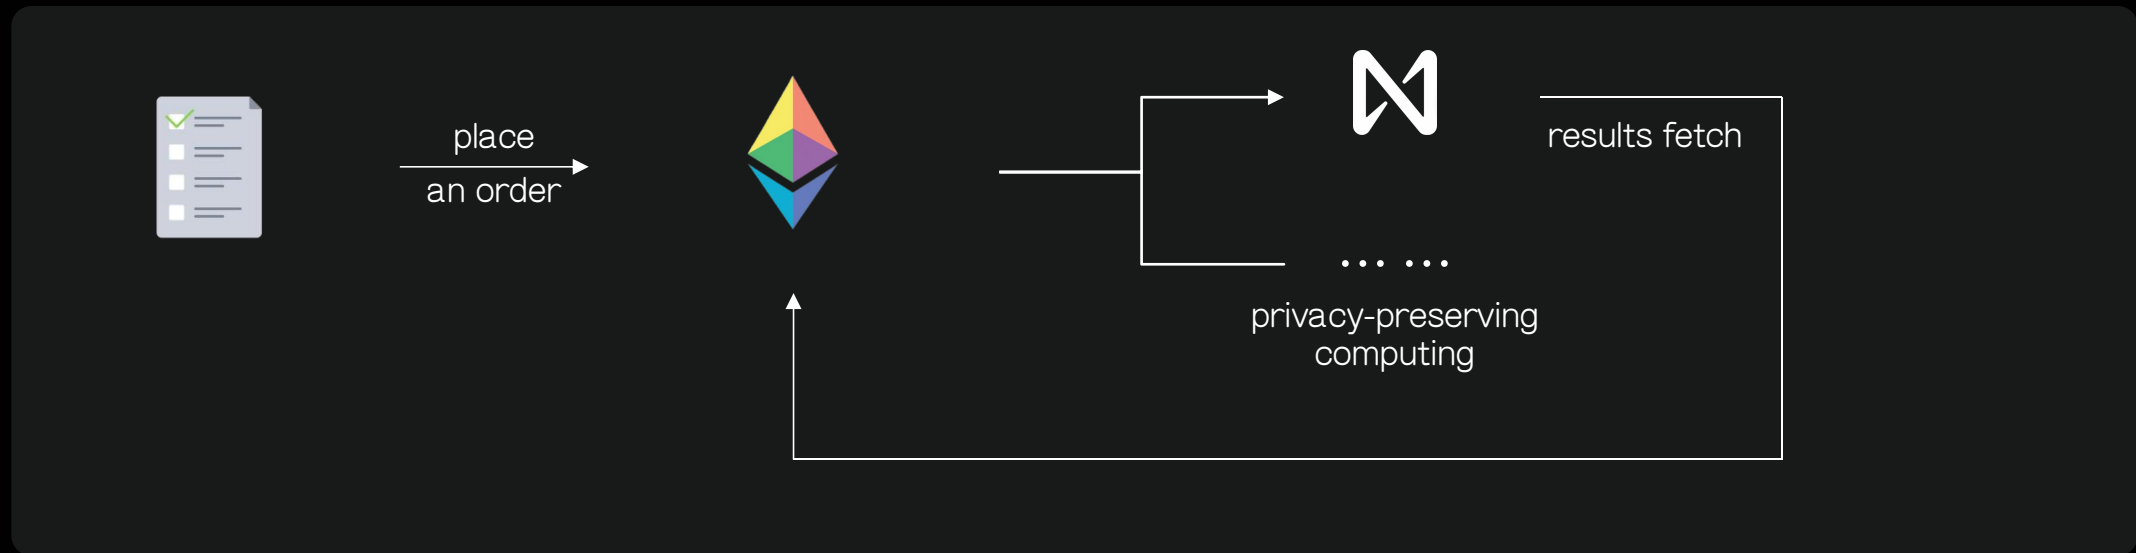 place
an order
results fetch
... ...
privacy-preserving
computing